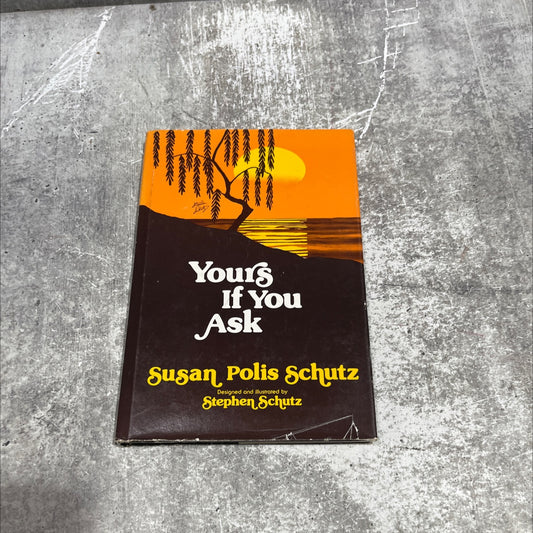 Yours
If You
Ask
Susan Polis Schutz
Designed and illustrated by
Stephen Schutz